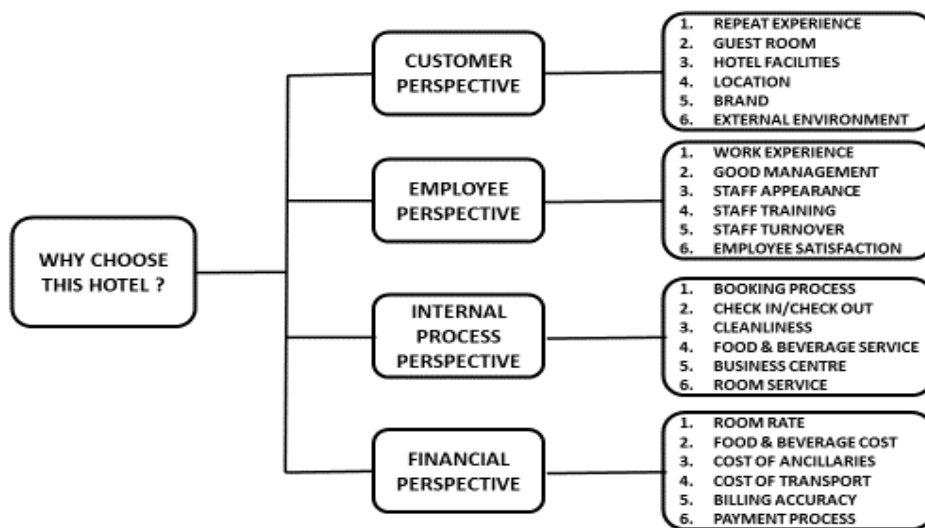 WHY CHOOSE
THIS HOTEL ?
CUSTOMER
PERSPECTIVE
1. REPEAT EXPERIENCE
2. GUEST ROOM
3. HOTEL FACILITIES
4. LOCATION
5. BRAND
6. EXTERNAL ENVIRONMENT
EMPLOYEE
PERSPECTIVE
1. WORK EXPERIENCE
2. GOOD MANAGEMENT
3. STAFF APPEARANCE
4. STAFF TRAINING
5. STAFF TURNOVER
6. EMPLOYEE SATISFACTION
INTERNAL
PROCESS
PERSPECTIVE
1. BOOKING PROCESS
2. CHECK IN/CHECK OUT
3. CLEANLINESS
4. FOOD & BEVERAGE SERVICE
5. BUSINESS CENTRE
6. ROOM SERVICE
FINANCIAL
PERSPECTIVE
1. ROOM RATE
2. FOOD & BEVERAGE COST
3. COST OF ANCILLARIES
4. COST OF TRANSPORT
5. BILLING ACCURACY
6. PAYMENT PROCESS